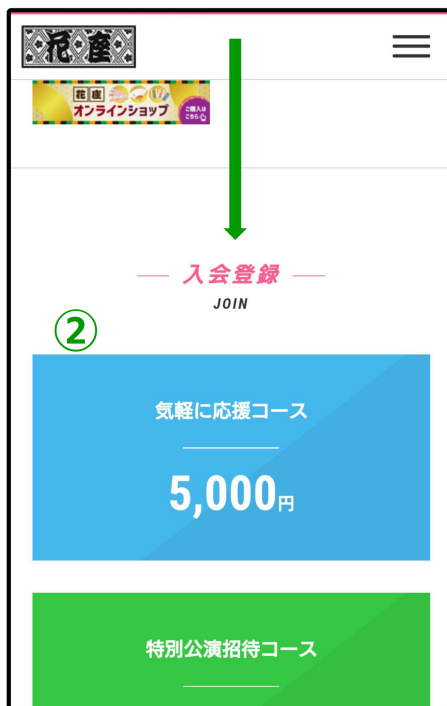 花座
花座
オンラインショップ
ご購入は
こちら
入会登録
JOIN
②
気軽に応援コース
5,000円
特別公演招待コース